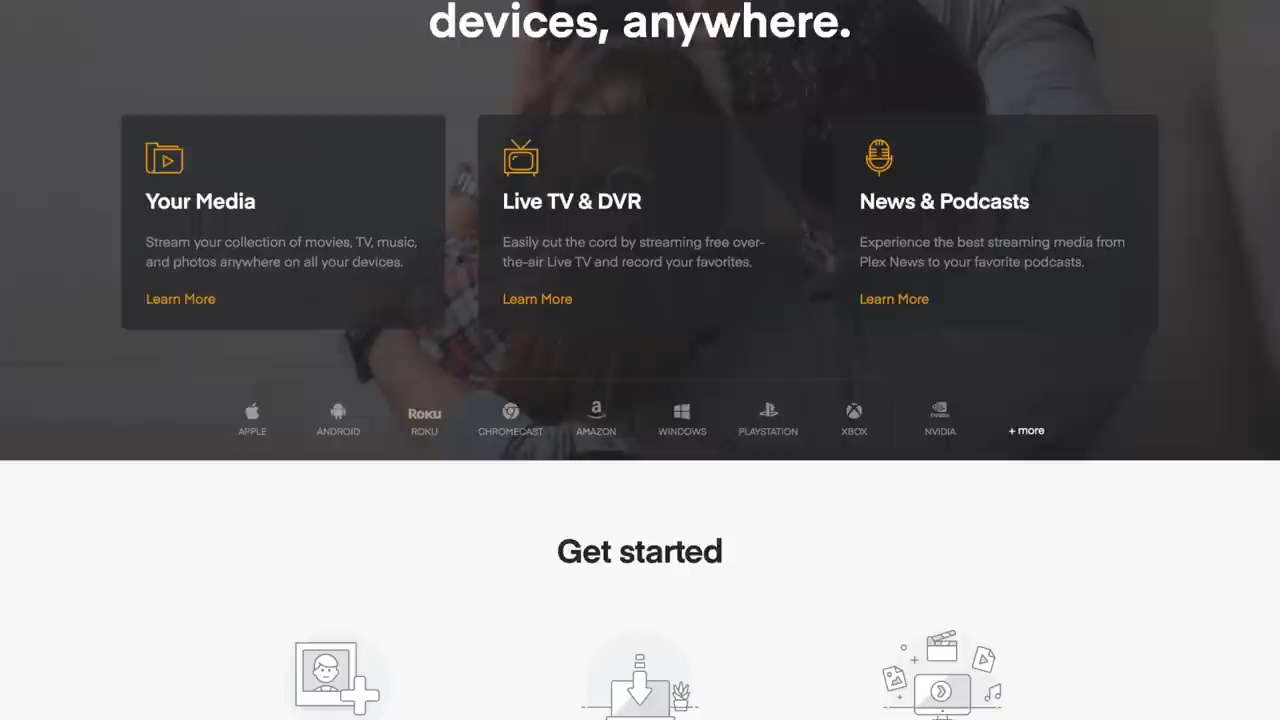 devices, anywhere.
Your Media
Stream your collection of movies, TV, music,
and photos anywhere on all your devices.
Learn More
Live TV & DVR
Easily cut the cord by streaming free over-
the-air Live TV and record your favorites.
Learn More
News & Podcasts
Experience the best streaming media from
Plex News to your favorite podcasts.
Learn More
Roku
APPLE ANDROID ROKU CHROMECAST AMAZON WINDOWS PLAYSTATION XBOX NVIDIA + more
Get started